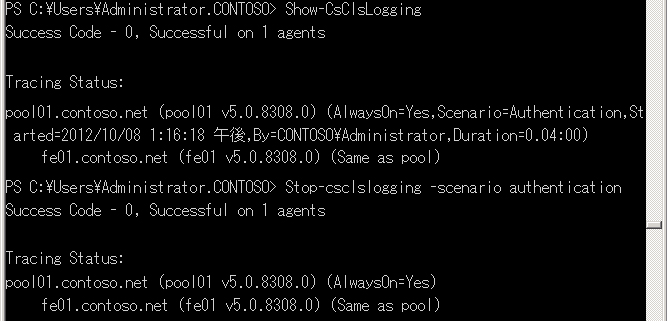 PS C:¥Users¥Administrator.CONTOSO> Show-CsClsLogging
Success Code - 0, Successful on 1 agents
Tracing Status:
pool01.contoso.net (pool01 v5.0.8308.0) (AlwaysOn=Yes,Scenario=Authentication,St
arted=2012/10/08 1:16:18 午後,By=CONTOSO¥Administrator,Duration=0.04:00)
fe01.contoso.net (fe01 v5.0.8308.0) (Same as pool)
PS C:¥Users¥Administrator.CONTOSO> Stop-csclslogging -scenario authentication
Success Code - 0, Successful on 1 agents
Tracing Status:
pool01.contoso.net (pool01 v5.0.8308.0) (AlwaysOn=Yes)
fe01.contoso.net (fe01 v5.0.8308.0) (Same as pool)